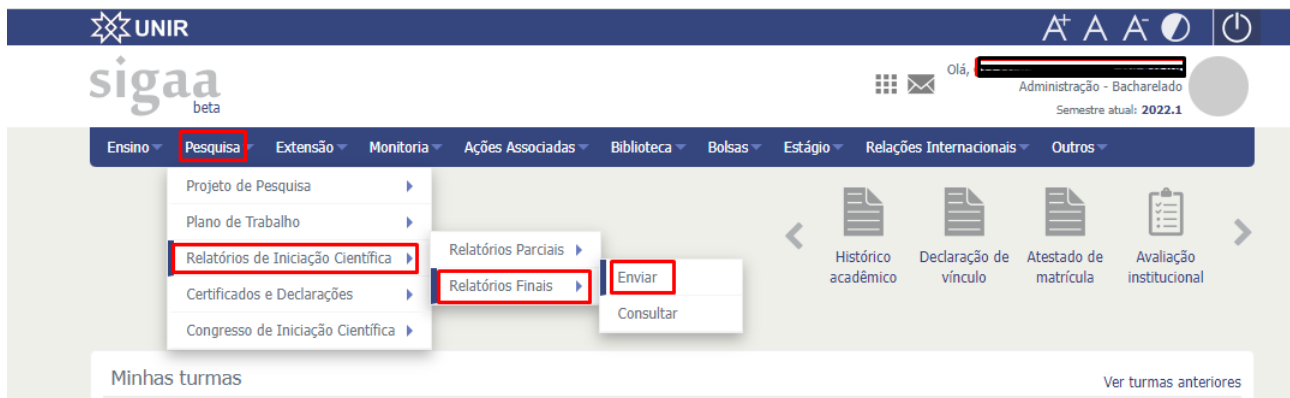 UNIR
A+ A A-
sigaa
beta
Olá,
Administração - Bacharelado
Semestre atual: 2022.1
Ensino Pesquisa Extensão Monitoria Ações Associadas Biblioteca Bolsas Estágio Relações Internacionais Outros
Projeto de Pesquisa
Plano de Trabalho
Relatórios de Iniciação Científica
Certificados e Declarações
Congresso de Iniciação Científica
Relatórios Parciais
Relatórios Finais
Enviar
Consultar
Histórico
acadêmico
Declaração de
vínculo
Atestado de
matrícula
Avaliação
institucional
Minhas turmas
Ver turmas anteriores